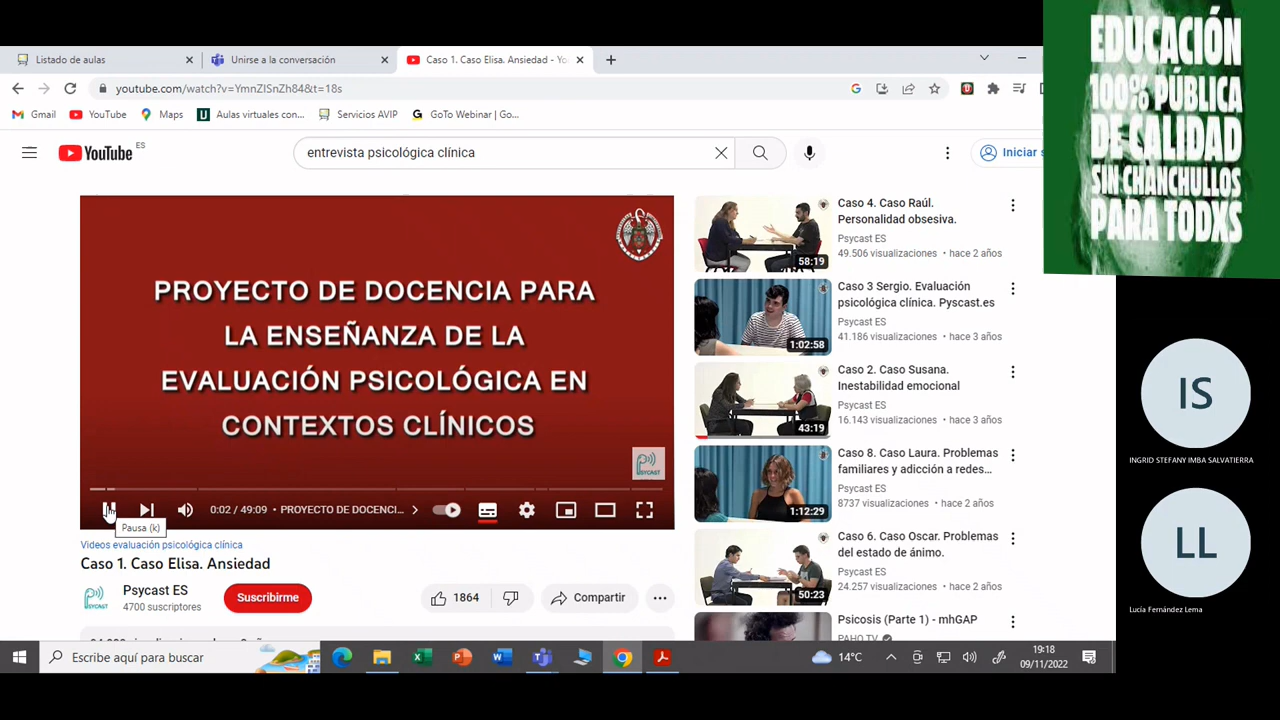 Listado de aulas
Unirse a la conversación
Caso 1. Caso Elisa. Ansiedad - Yo
youtube.com/watch?v=YmnZISnZh84&t=18s
Gmail
YouTube
Maps
Aulas virtuales con...
Servicios AVIP
GoTo Webinar | Go...
YouTube ES
entrevista psicológica clínica
Iniciar s
PROYECTO DE DOCENCIA PARA
LA ENSEÑANZA DE LA
EVALUACIÓN PSICOLÓGICA EN
CONTEXTOS CLÍNICOS
PSYCAST
0:02 / 49:09 • PROYECTO DE DOCENCI...
Pausa (k)
Videos evaluación psicológica clínica
Caso 1. Caso Elisa. Ansiedad
PSYCAST
Psycast ES
4700 suscriptores
Suscribirme
1864
Compartir
Caso 4. Caso Raúl.
Personalidad obsesiva.
Psycast ES
49.506 visualizaciones • hace 2 años
58:19
Caso 3 Sergio. Evaluación
psicológica clínica. Pyscast.es
Psycast ES
41.186 visualizaciones • hace 3 años
1:02:58
Caso 2. Caso Susana.
Inestabilidad emocional
Psycast ES
16.143 visualizaciones • hace 3 años
43:19
Caso 8. Caso Laura. Problemas
familiares y adicción a redes...
Psycast ES
8737 visualizaciones • hace 2 años
1:12:29
Caso 6. Caso Oscar. Problemas
del estado de ánimo.
Psycast ES
24.257 visualizaciones • hace 2 años
50:23
Psicosis (Parte 1) - mhGAP
PAHO TV
Escribe aquí para buscar
14°C
19:18
09/11/2022
EDUCACIÓN
100% PÚBLICA
DE CALIDAD
SIN CHANCHULLOS
PARA TODXS
IS
INGRID STEFANY IMBA SALVATIERRA
LL
Lucía Fernández Lema